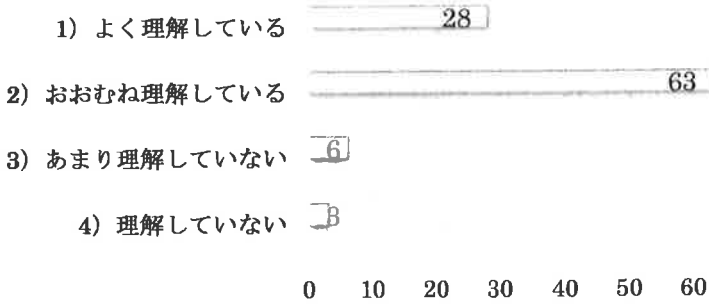 1) よく理解している 28
2) おおむね理解している 63
3) あまり理解していない 6
4) 理解していない 3
0 10 20 30 40 50 60